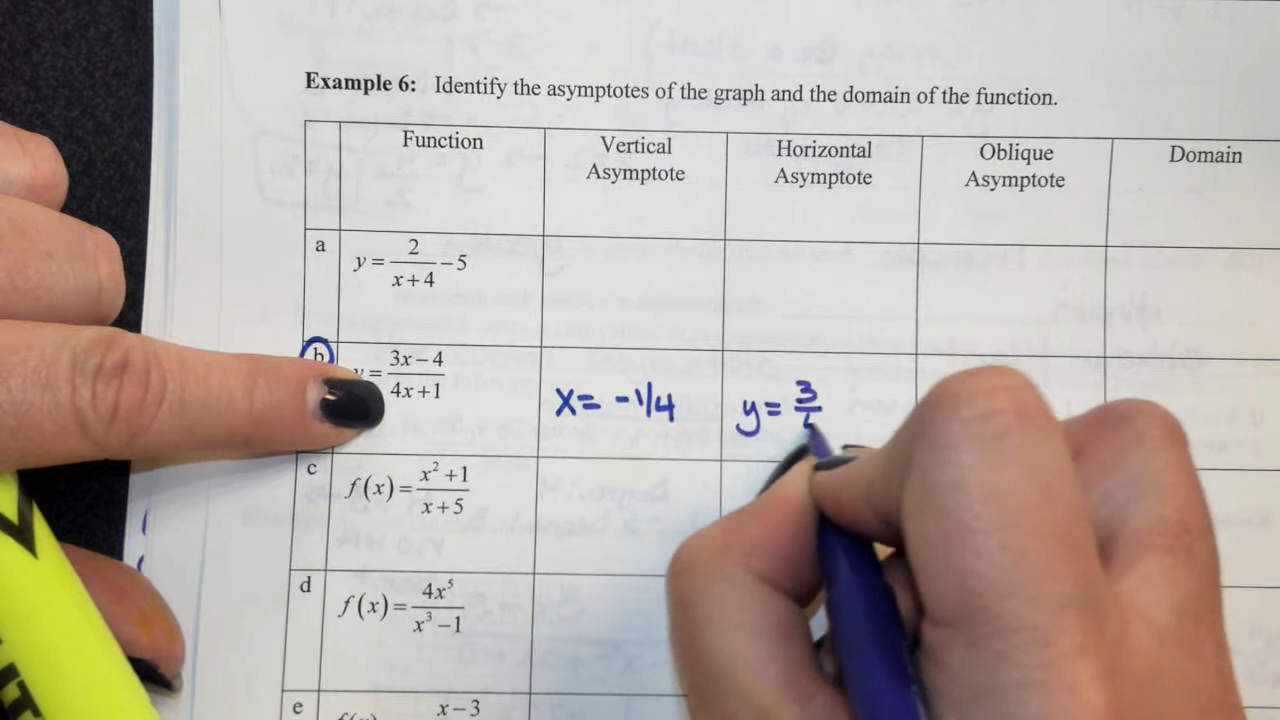 Example 6: Identify the asymptotes of the graph and the domain of the function.
Function
Vertical Asymptote
Horizontal Asymptote
Oblique Asymptote
Domain
a
y = 2/(x+4) − 5
b
y = (3x − 4)/(4x + 1)
x = -1/4
y = 3/
c
f(x) = (x² + 1)/(x + 5)
d
f(x) = 4x⁵/(x³ − 1)
e
x − 3